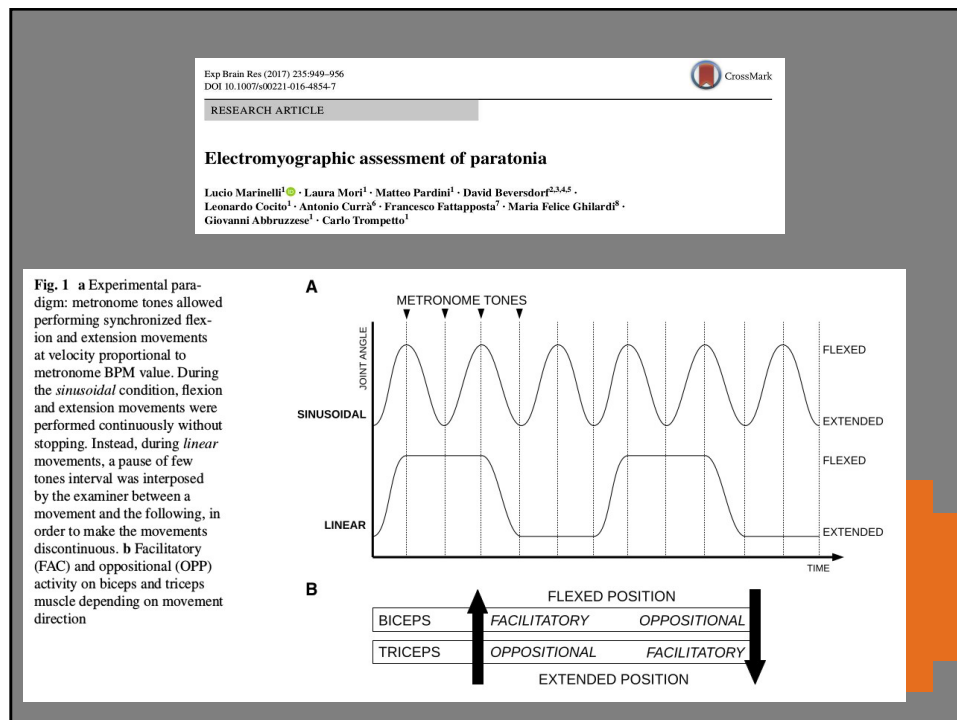 Exp Brain Res (2017) 235:949–956
DOI 10.1007/s00221-016-4854-7
CrossMark
RESEARCH ARTICLE
Electromyographic assessment of paratonia
Lucio Marinelli1 · Laura Mori1 · Matteo Pardini1 · David Beversdorf2,3,4,5 ·
Leonardo Cocito1 · Antonio Currà6 · Francesco Fattapposta7 · Maria Felice Ghilardi8 ·
Giovanni Abbruzzese1 · Carlo Trompetto1
Fig. 1 a Experimental para-
digm: metronome tones allowed
performing synchronized flex-
ion and extension movements
at velocity proportional to
metronome BPM value. During
the sinusoidal condition, flexion
and extension movements were
performed continuously without
stopping. Instead, during linear
movements, a pause of few
tones interval was interposed
by the examiner between a
movement and the following, in
order to make the movements
discontinuous. b Facilitatory
(FAC) and oppositional (OPP)
activity on biceps and triceps
muscle depending on movement
direction
A
METRONOME TONES
JOINT ANGLE
FLEXED
SINUSOIDAL
EXTENDED
FLEXED
LINEAR
EXTENDED
TIME
B
FLEXED POSITION
BICEPS FACILITATORY OPPOSITIONAL
TRICEPS OPPOSITIONAL FACILITATORY
EXTENDED POSITION